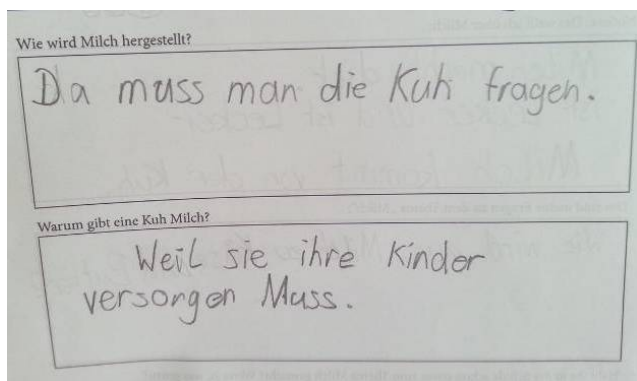 Wie wird Milch hergestellt?
Da muss man die Kuh fragen.
Warum gibt eine Kuh Milch?
Weil sie ihre Kinder
versorgen Muss.